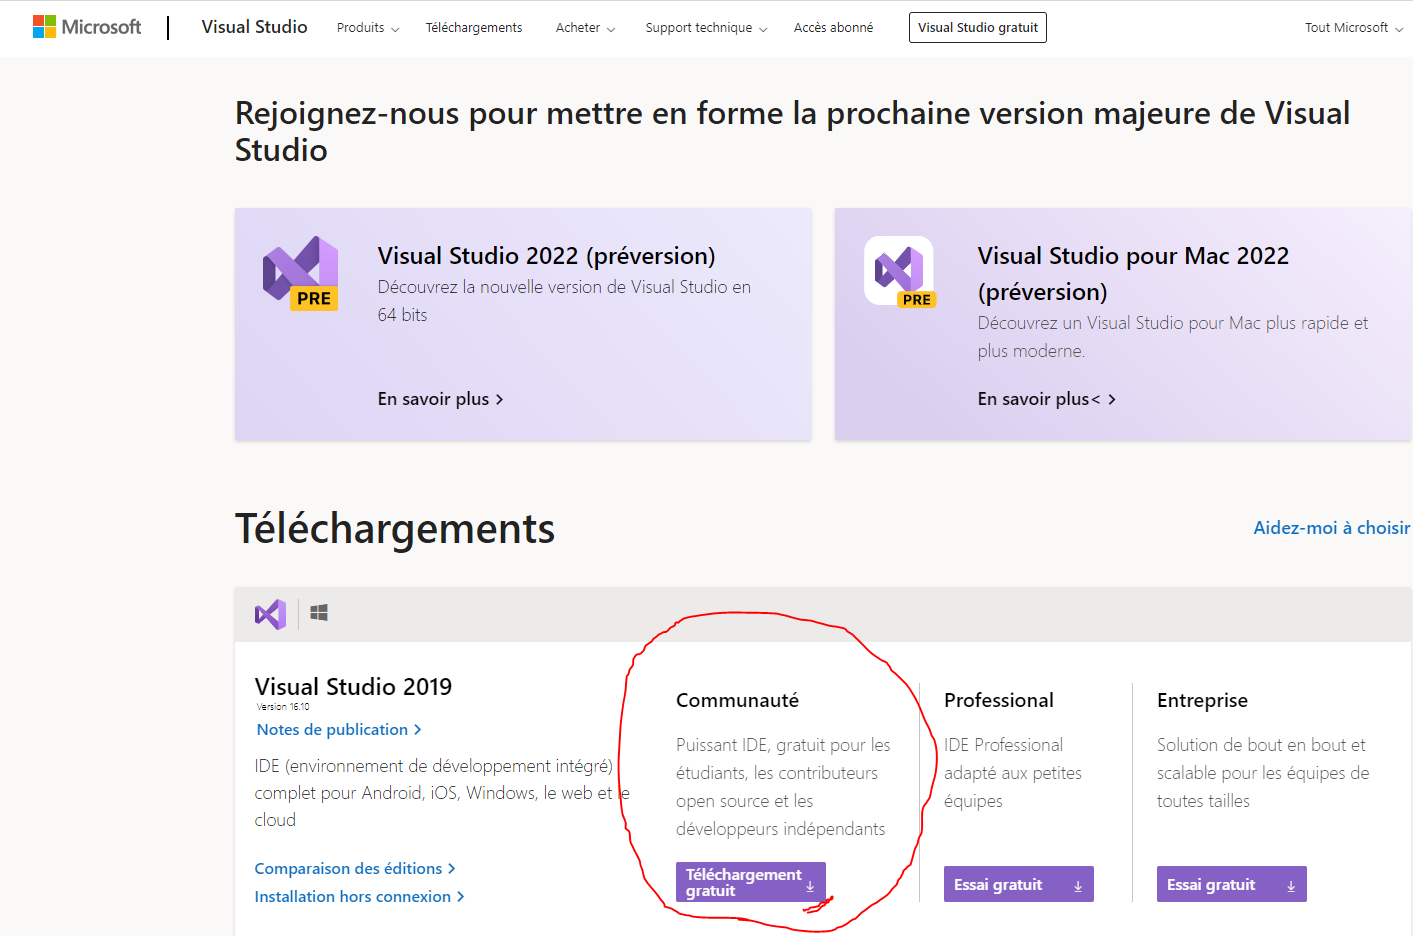 Microsoft
Visual Studio
Produits
Téléchargements
Acheter
Support technique
Accès abonné
Visual Studio gratuit
Tout Microsoft
Rejoignez-nous pour mettre en forme la prochaine version majeure de Visual
Studio
PRE
Visual Studio 2022 (préversion)
Découvrez la nouvelle version de Visual Studio en
64 bits
En savoir plus
PRE
Visual Studio pour Mac 2022
(préversion)
Découvrez un Visual Studio pour Mac plus rapide et
plus moderne.
En savoir plus<
Téléchargements
Aidez-moi à choisir
Visual Studio 2019
Version 16.10
Notes de publication
IDE (environnement de développement intégré)
complet pour Android, iOS, Windows, le web et le
cloud
Comparaison des éditions
Installation hors connexion
Communauté
Puissant IDE, gratuit pour les
étudiants, les contributeurs
open source et les
développeurs indépendants
Téléchargement
gratuit
Professional
IDE Professional
adapté aux petites
équipes
Essai gratuit
Entreprise
Solution de bout en bout et
scalable pour les équipes de
toutes tailles
Essai gratuit